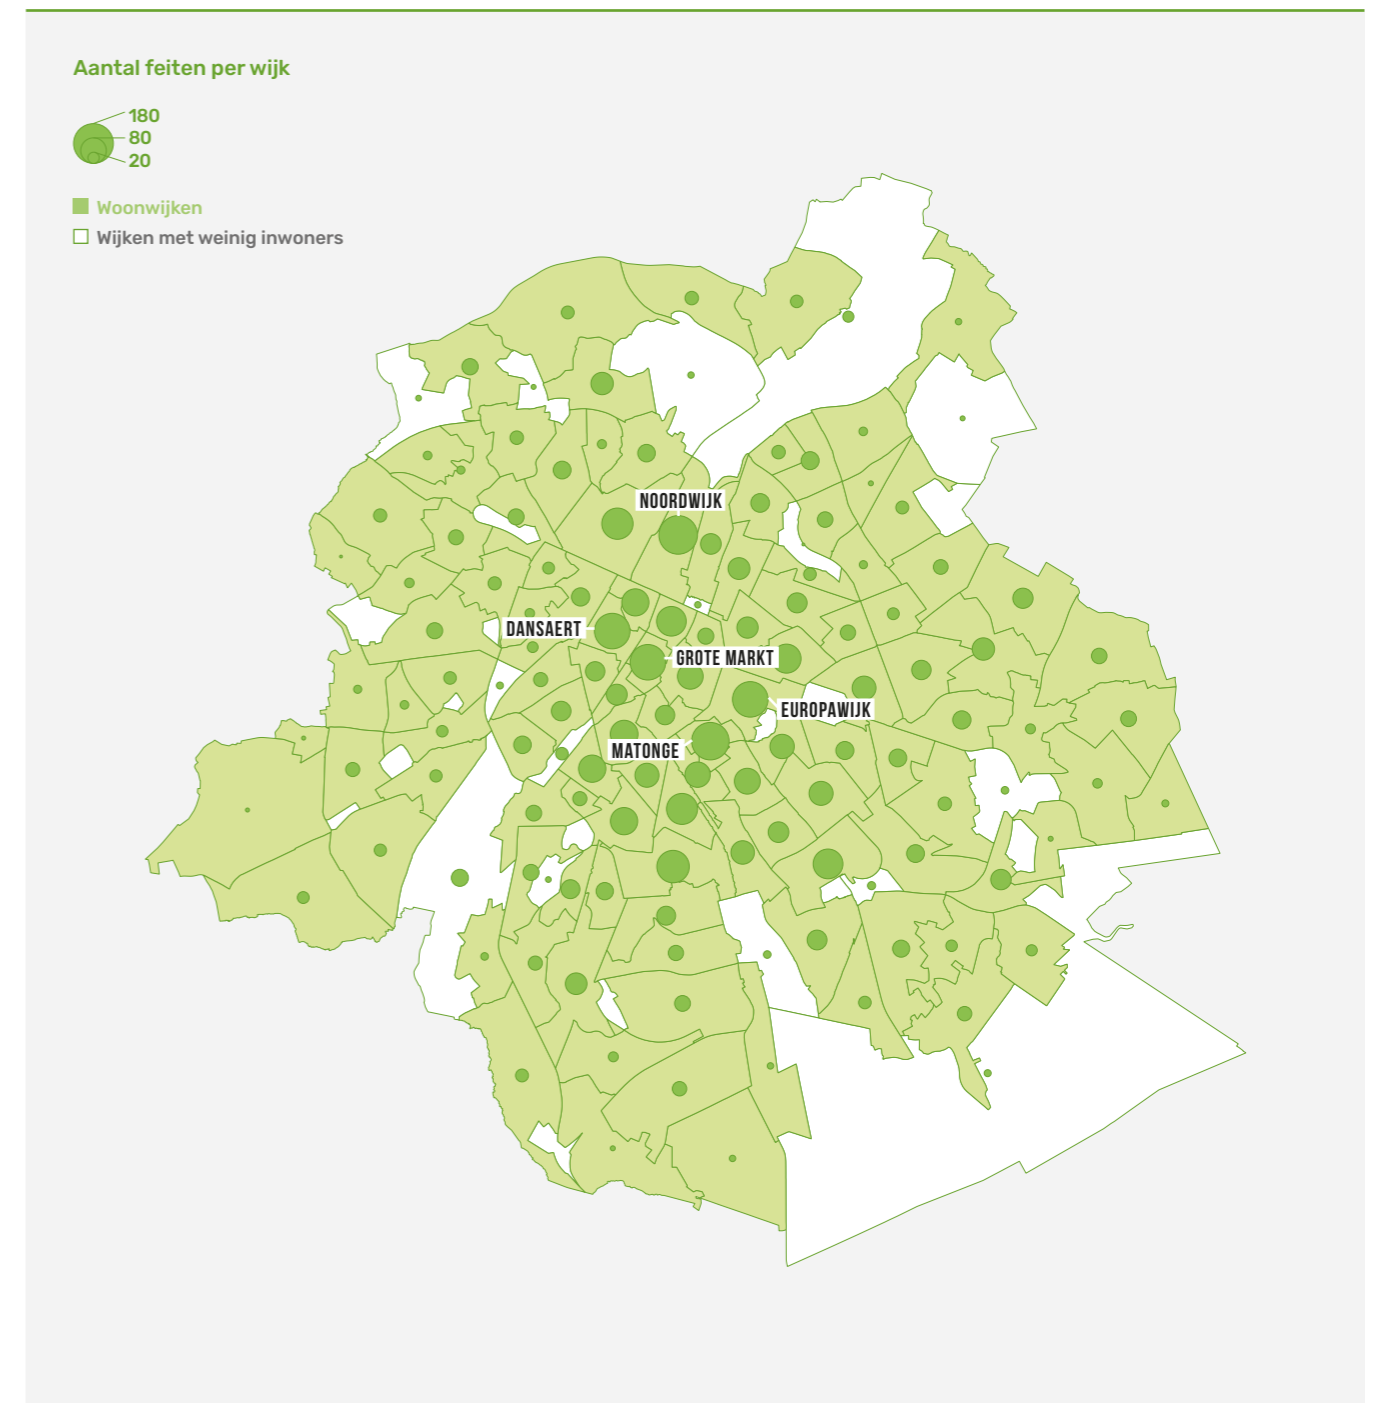 Aantal feiten per wijk
180
80
20
Woonwijken
Wijken met weinig inwoners
NOORDWIJK
DANSAERT
GROTE MARKT
EUROPAWIJK
MATONGE